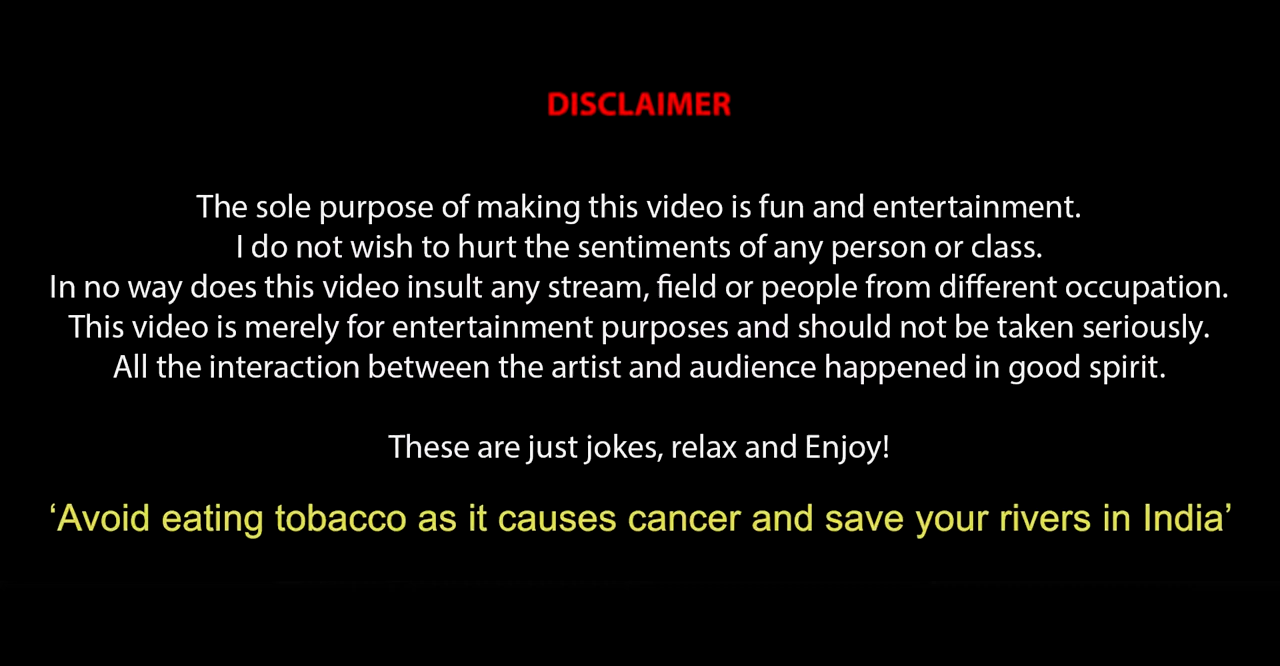 DISCLAIMER
The sole purpose of making this video is fun and entertainment.
I do not wish to hurt the sentiments of any person or class.
In no way does this video insult any stream, field or people from different occupation.
This video is merely for entertainment purposes and should not be taken seriously.
All the interaction between the artist and audience happened in good spirit.
These are just jokes, relax and Enjoy!
‘Avoid eating tobacco as it causes cancer and save your rivers in India’